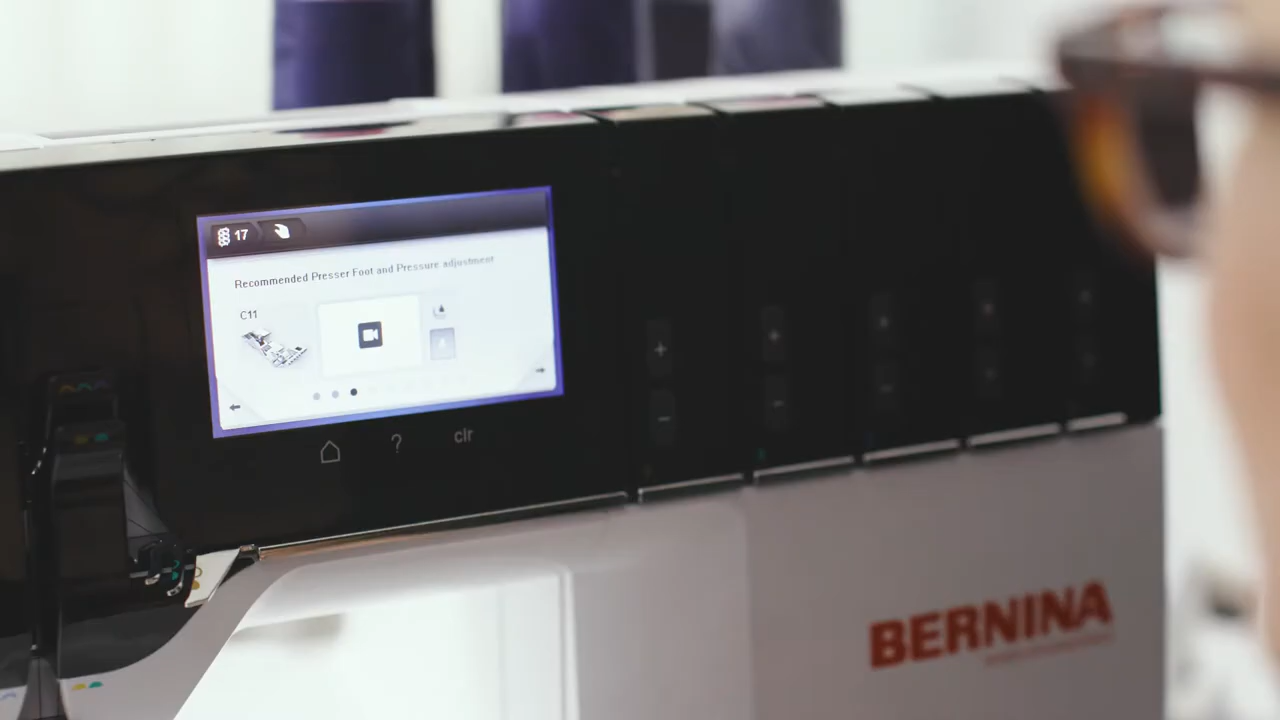 17
Recommended Presser Foot and Pressure adjustment
C11
?
clr
+ +
- -
BERNINA